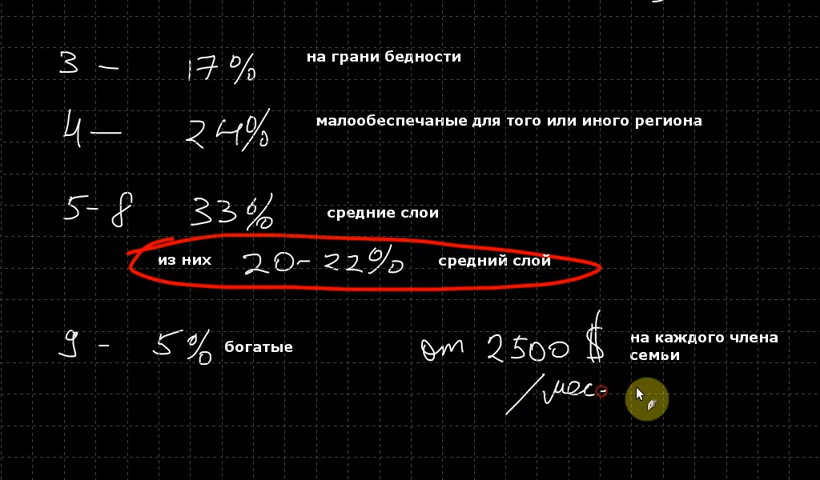 3 – 17% на грани бедности
4 — 24% малообеспечаные для того или иного региона
5-8 33% средние слои
из них 20-22% средний слой
9 - 5% богатые от 2500 $ на каждого члена семьи
/мес.